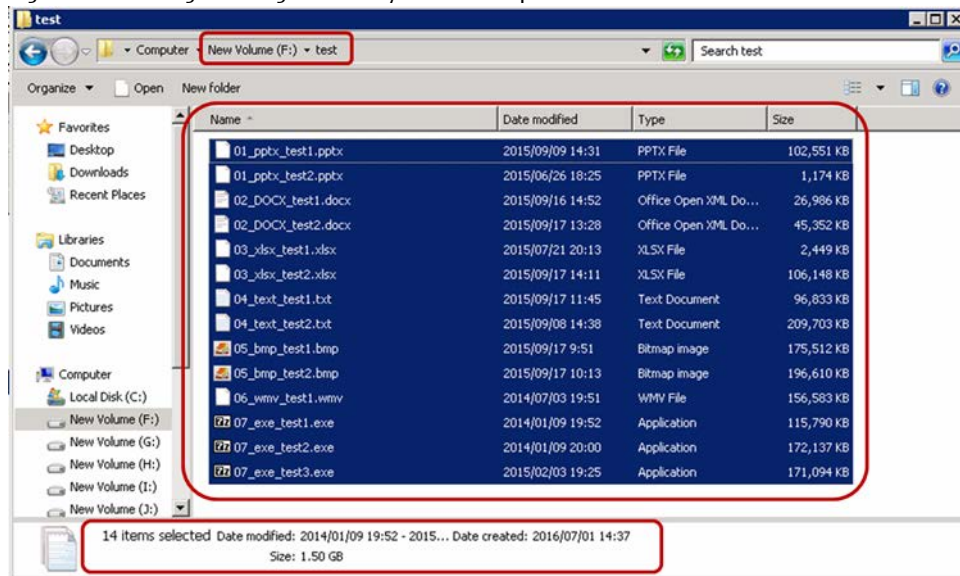 test
Computer New Volume (F:) test Search test
Organize Open New folder
Favorites
Desktop
Downloads
Recent Places
Libraries
Documents
Music
Pictures
Videos
Computer
Local Disk (C:)
New Volume (F:)
New Volume (G:)
New Volume (H:)
New Volume (I:)
New Volume (J:)
Name Date modified Type Size
01_pptx_test1.pptx 2015/09/09 14:31 PPTX File 102,551 KB
01_pptx_test2.pptx 2015/06/26 18:25 PPTX File 1,174 KB
02_DOCX_test1.docx 2015/09/16 14:52 Office Open XML Do... 26,986 KB
02_DOCX_test2.docx 2015/09/17 13:28 Office Open XML Do... 45,352 KB
03_xlsx_test1.xlsx 2015/07/21 20:13 XLSX File 2,449 KB
03_xlsx_test2.xlsx 2015/09/17 14:11 XLSX File 106,148 KB
04_text_test1.txt 2015/09/17 11:45 Text Document 96,833 KB
04_text_test2.txt 2015/09/08 14:38 Text Document 209,703 KB
05_bmp_test1.bmp 2015/09/17 9:51 Bitmap image 175,512 KB
05_bmp_test2.bmp 2015/09/17 10:13 Bitmap image 196,610 KB
06_wmv_test1.wmv 2014/07/03 19:51 WMV File 156,583 KB
07_exe_test1.exe 2014/01/09 19:52 Application 115,790 KB
07_exe_test2.exe 2014/01/09 20:00 Application 172,137 KB
07_exe_test3.exe 2015/02/03 19:25 Application 171,094 KB
14 items selected Date modified: 2014/01/09 19:52 - 2015... Date created: 2016/07/01 14:37
Size: 1.50 GB